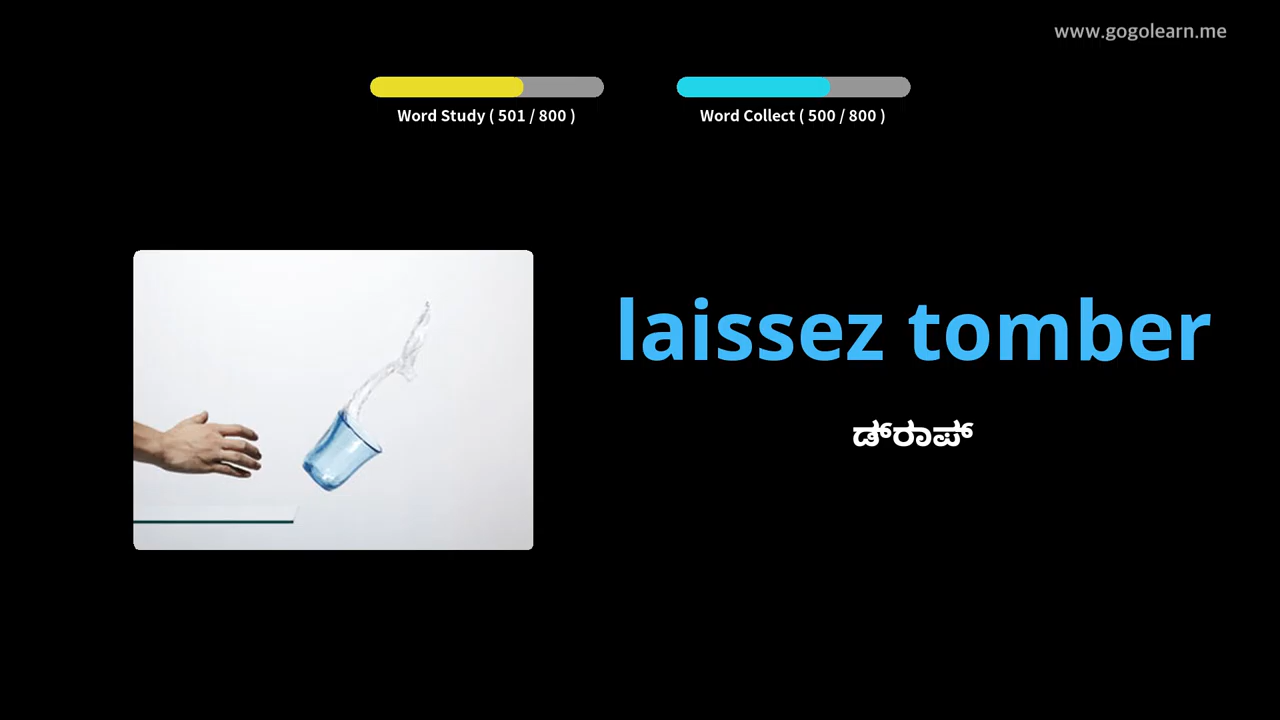 www.gogolearn.me
Word Study ( 501 / 800 )
Word Collect ( 500 / 800 )
laissez tomber
ಡ್ರಾಪ್